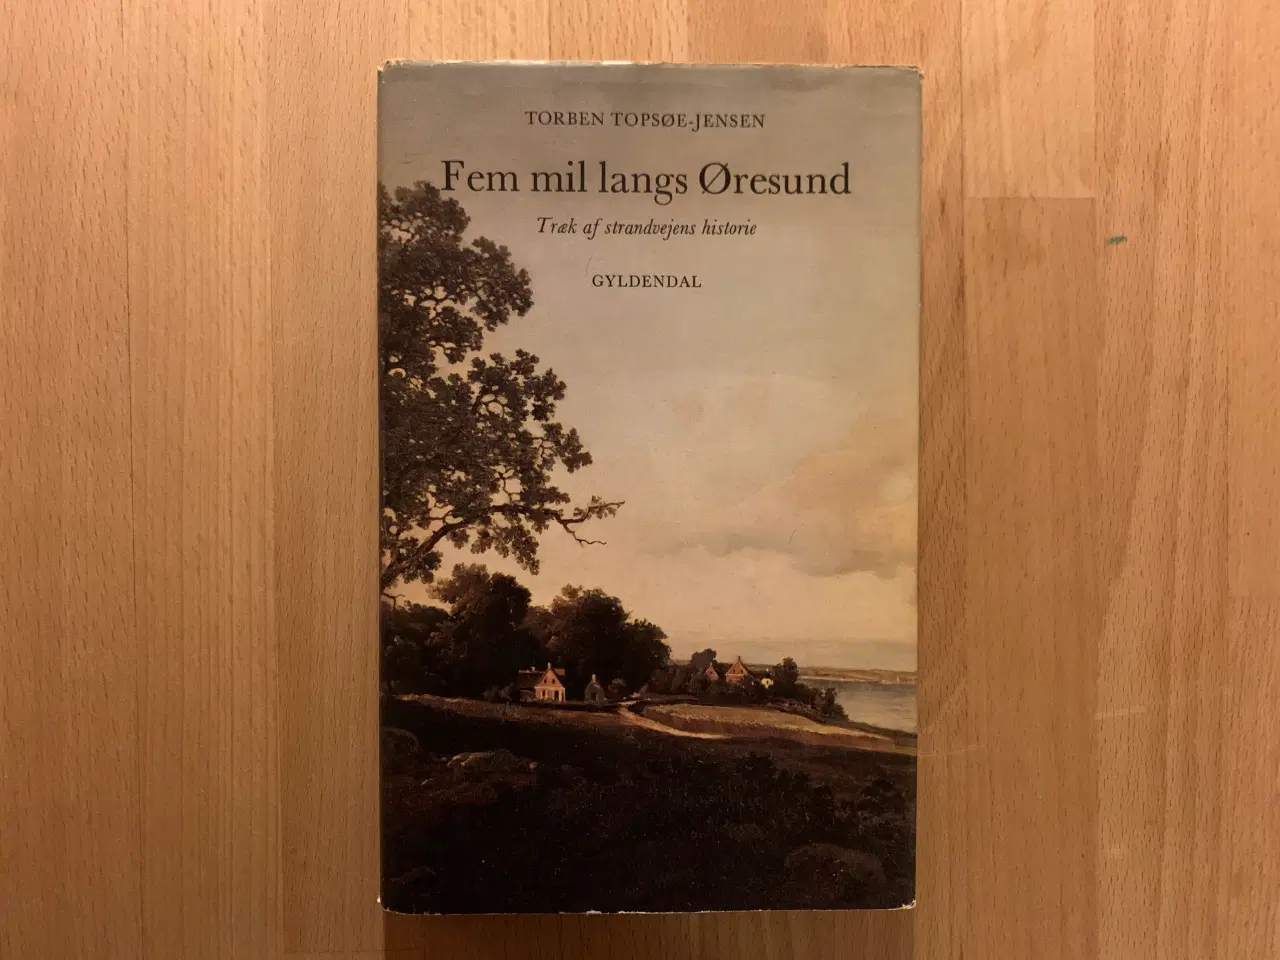 TORBEN TOPSØE-JENSEN
Fem mil langs Øresund
Træk af strandvejens historie
GYLDENDAL